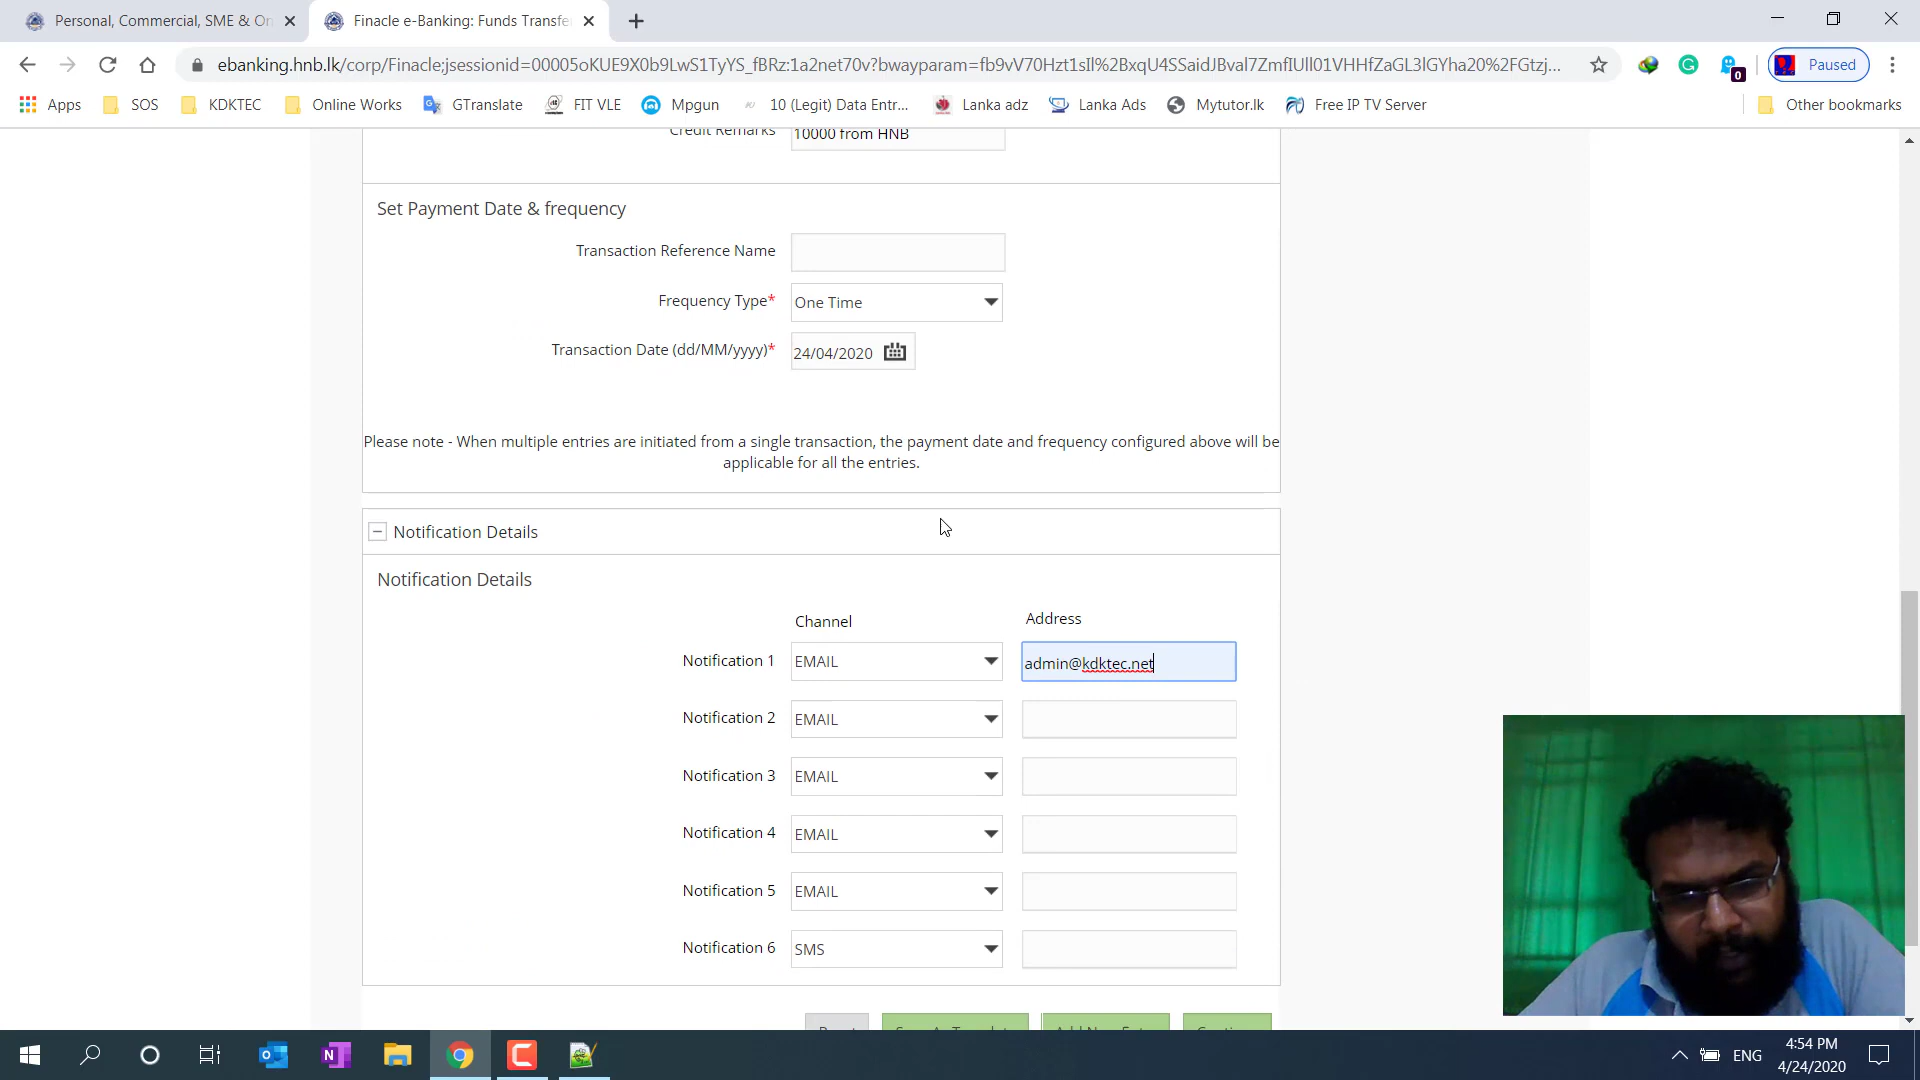 Personal, Commercial, SME & On
Finacle e-Banking: Funds Transfe
ebanking.hnb.lk/corp/Finacle;jsessionid=00005oKUE9X0b9LwS1TyYS_fBRz:1a2net70v?bwayparam=fb9vV70Hzt1sIl%2BxqU4SSaidJBval7ZmfIUll01VHHfZaGL3lGYha20%2FGtzj...
0
Paused
Apps
SOS
KDKTEC
Online Works
GTranslate
FIT VLE
Mpgun
10 (Legit) Data Entr...
Lanka adz
Lanka Ads
Mytutor.lk
Free IP TV Server
Other bookmarks
Credit Remarks
10000 from HNB
Set Payment Date & frequency
Transaction Reference Name
Frequency Type*
One Time
Transaction Date (dd/MM/yyyy)*
24/04/2020
Please note - When multiple entries are initiated from a single transaction, the payment date and frequency configured above will be
applicable for all the entries.
Notification Details
Notification Details
Channel
Address
Notification 1
EMAIL
admin@kdktec.net
Notification 2
EMAIL
Notification 3
EMAIL
Notification 4
EMAIL
Notification 5
EMAIL
Notification 6
SMS
ENG
4:54 PM
4/24/2020